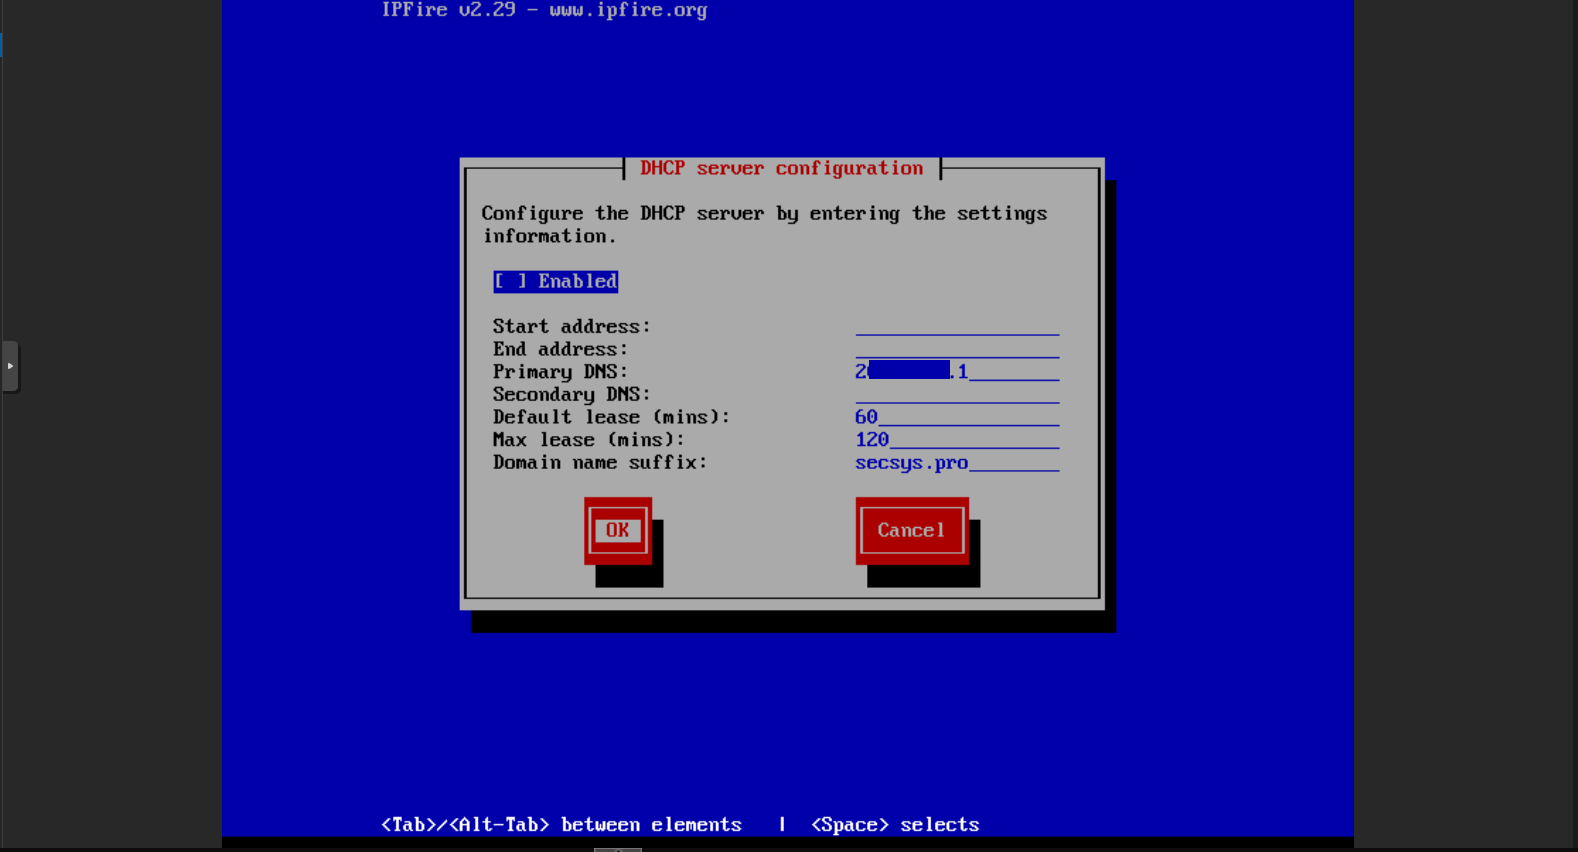 IPFire v2.29 - www.ipfire.org
DHCP server configuration
Configure the DHCP server by entering the settings
information.
[ ] Enabled
Start address:
End address:
Primary DNS: .1
Secondary DNS:
Default lease (mins): 60
Max lease (mins): 120
Domain name suffix: secsys.pro
OK
Cancel
<Tab>/<Alt-Tab> between elements | <Space> selects